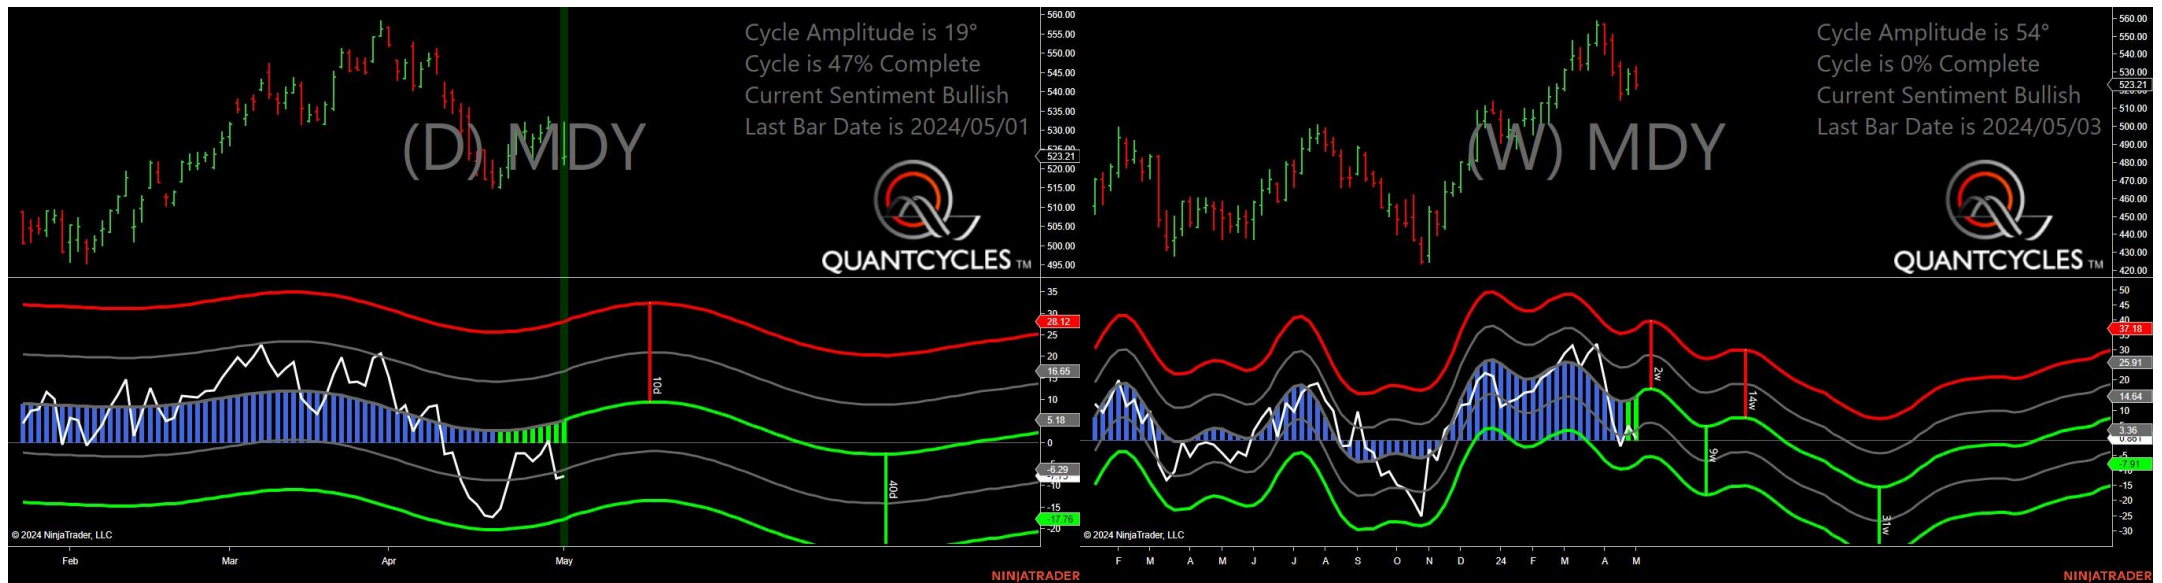 Cycle Amplitude is 19°
Cycle is 47% Complete
Current Sentiment Bullish
Last Bar Date is 2024/05/01
(D) MDY
QUANTCYCLES TM
560.00
555.00
550.00
545.00
540.00
535.00
530.00
525.00
523.21
520.00
515.00
510.00
505.00
500.00
495.00
35
30
28.12
25
20
16.65
15
10
5.18
0
-5
-6.29
-7.75
-10
-15
-17.76
-20
10d
40d
© 2024 NinjaTrader, LLC
Feb Mar Apr May
NINJATRADER
Cycle Amplitude is 54°
Cycle is 0% Complete
Current Sentiment Bullish
Last Bar Date is 2024/05/03
(W) MDY
QUANTCYCLES TM
560.00
550.00
540.00
530.00
523.21
520.00
510.00
500.00
490.00
480.00
470.00
460.00
450.00
440.00
430.00
420.00
50
45
40
37.18
30
25.91
20
14.64
10
3.36
0.861
-7.91
-15
-20
-25
-30
2w
14w
9w
31w
© 2024 NinjaTrader, LLC
F M A M J J A S O N D 24 F M A M
NINJATRADER